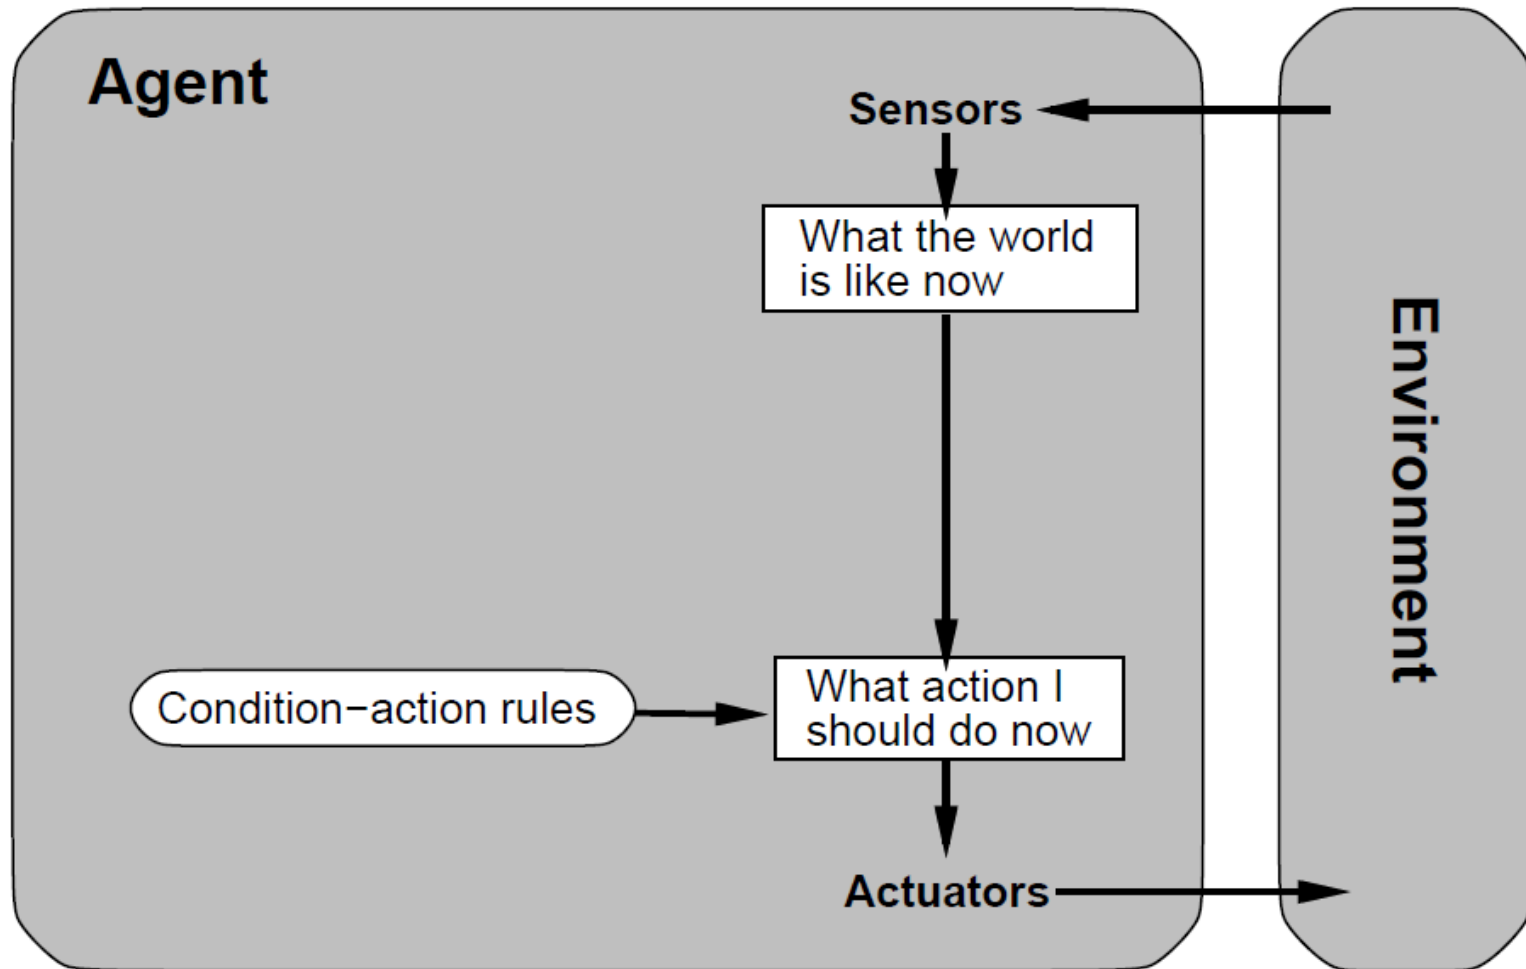 Agent
Sensors
What the world
is like now
Environment
Condition−action rules
What action I
should do now
Actuators